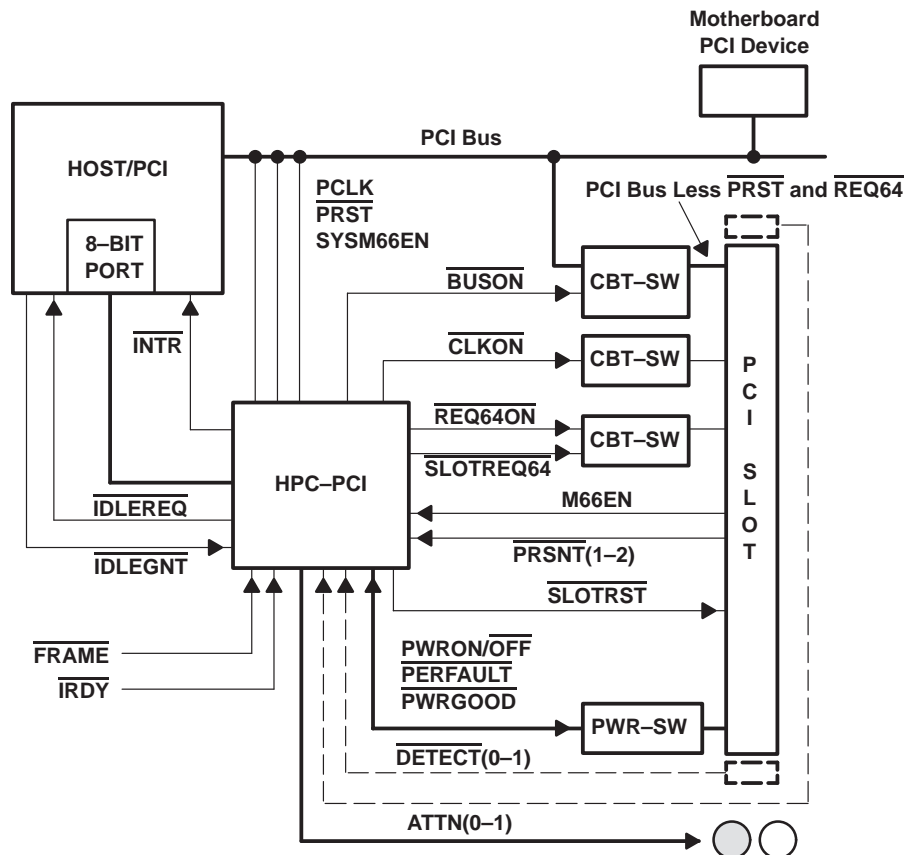 Motherboard
PCI Device
PCI Bus
HOST/PCI
PCI Bus Less PRST and REQ64
PCLK
PRST
SYSM66EN
8–BIT
PORT
BUSON
CBT–SW
INTR
CLKON
CBT–SW
PCI SLOT
REQ64ON
CBT–SW
SLOTREQ64
HPC–PCI
M66EN
IDLEREQ
PRSNT(1–2)
IDLEGNT
SLOTRST
FRAME
PWRON/OFF
IRDY
PERFAULT
PWRGOOD
PWR–SW
DETECT(0–1)
ATTN(0–1)